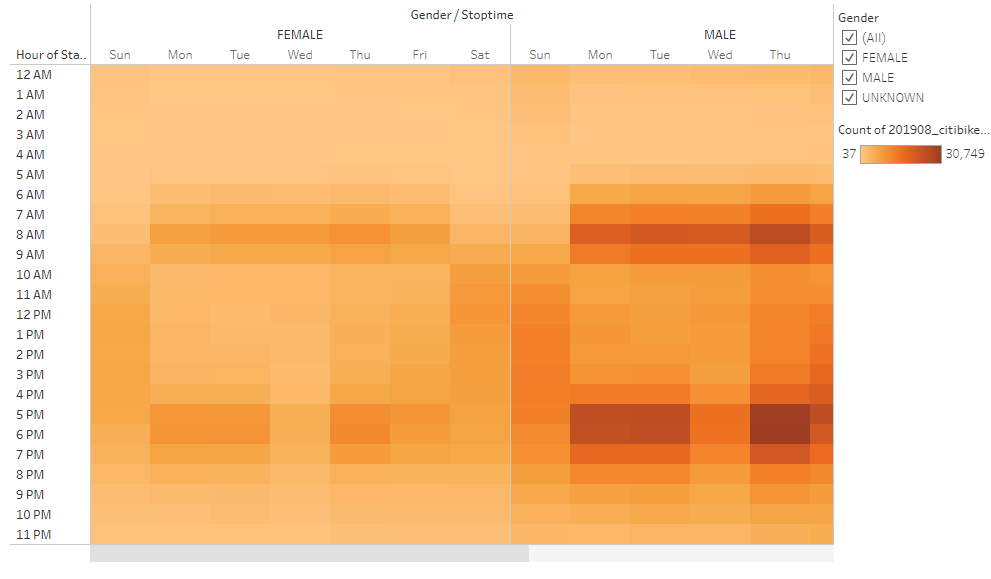 Gender / Stoptime
FEMALE MALE
Hour of Sta.. Sun Mon Tue Wed Thu Fri Sat Sun Mon Tue Wed Thu
12 AM
1 AM
2 AM
3 AM
4 AM
5 AM
6 AM
7 AM
8 AM
9 AM
10 AM
11 AM
12 PM
1 PM
2 PM
3 PM
4 PM
5 PM
6 PM
7 PM
8 PM
9 PM
10 PM
11 PM
Gender
(All)
FEMALE
MALE
UNKNOWN
Count of 201908_citibike...
37 30,749